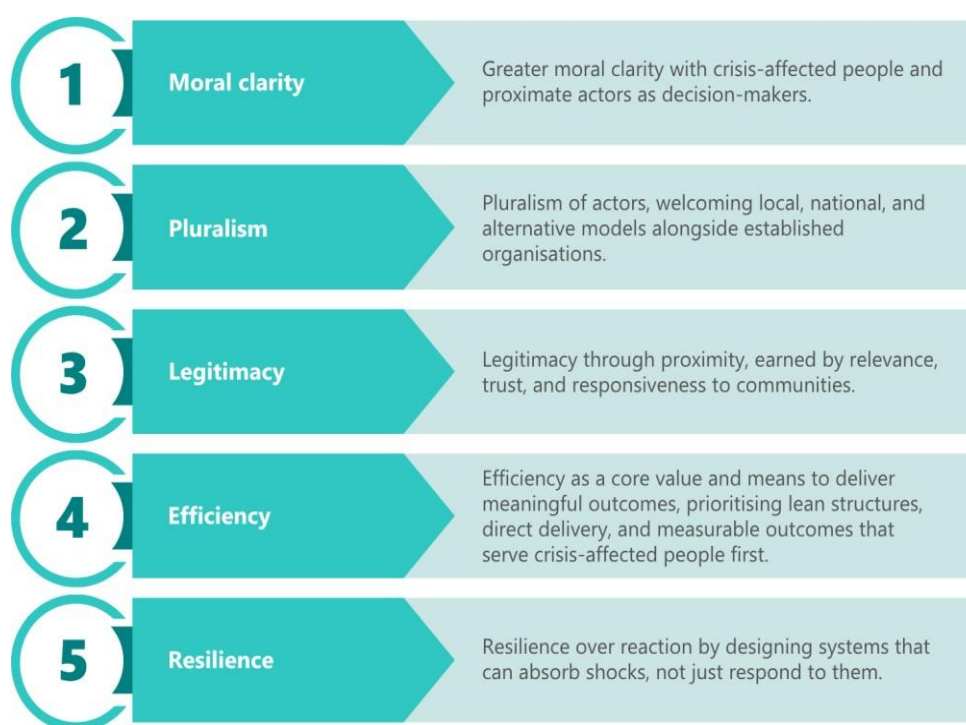 1
Moral clarity
Greater moral clarity with crisis-affected people and
proximate actors as decision-makers.
2
Pluralism
Pluralism of actors, welcoming local, national, and
alternative models alongside established
organisations.
3
Legitimacy
Legitimacy through proximity, earned by relevance,
trust, and responsiveness to communities.
4
Efficiency
Efficiency as a core value and means to deliver
meaningful outcomes, prioritising lean structures,
direct delivery, and measurable outcomes that
serve crisis-affected people first.
5
Resilience
Resilience over reaction by designing systems that
can absorb shocks, not just respond to them.